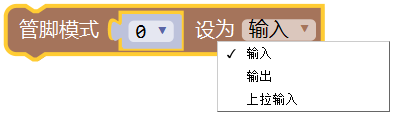 管脚模式 0 设为 输入
✓ 输入
输出
上拉输入